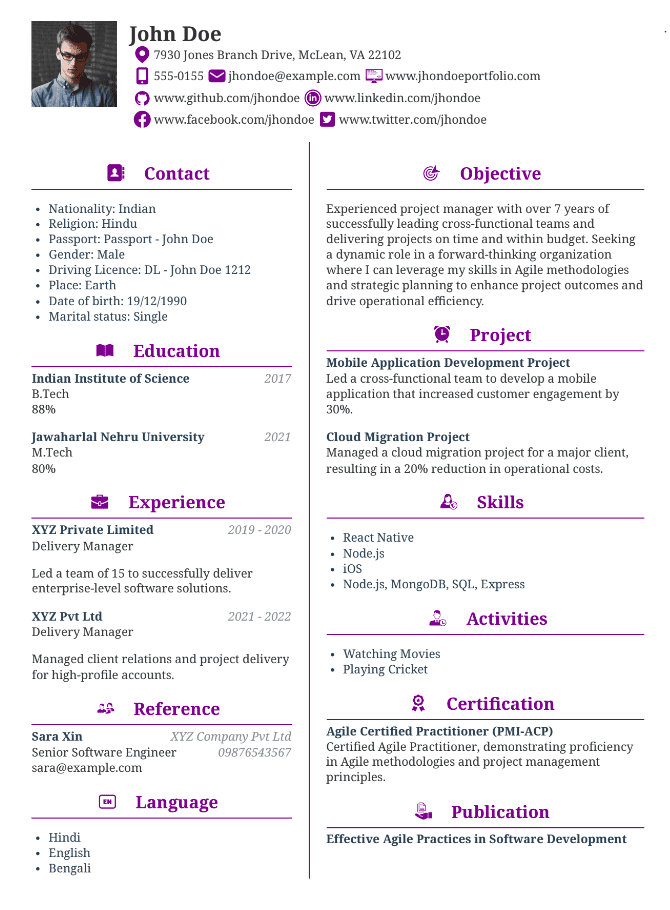 John Doe
7930 Jones Branch Drive, McLean, VA 22102
555-0155 jhondoe@example.com www.jhondoeportfolio.com
www.github.com/jhondoe www.linkedin.com/jhondoe
www.facebook.com/jhondoe www.twitter.com/jhondoe
Contact
• Nationality: Indian
• Religion: Hindu
• Passport: Passport - John Doe
• Gender: Male
• Driving Licence: DL - John Doe 1212
• Place: Earth
• Date of birth: 19/12/1990
• Marital status: Single
Education
Indian Institute of Science 2017
B.Tech
88%
Jawaharlal Nehru University 2021
M.Tech
80%
Experience
XYZ Private Limited 2019 - 2020
Delivery Manager
Led a team of 15 to successfully deliver
enterprise-level software solutions.
XYZ Pvt Ltd 2021 - 2022
Delivery Manager
Managed client relations and project delivery
for high-profile accounts.
Reference
Sara Xin XYZ Company Pvt Ltd
Senior Software Engineer 09876543567
sara@example.com
EN Language
• Hindi
• English
• Bengali
Objective
Experienced project manager with over 7 years of
successfully leading cross-functional teams and
delivering projects on time and within budget. Seeking
a dynamic role in a forward-thinking organization
where I can leverage my skills in Agile methodologies
and strategic planning to enhance project outcomes and
drive operational efficiency.
Project
Mobile Application Development Project
Led a cross-functional team to develop a mobile
application that increased customer engagement by
30%.
Cloud Migration Project
Managed a cloud migration project for a major client,
resulting in a 20% reduction in operational costs.
Skills
• React Native
• Node.js
• iOS
• Node.js, MongoDB, SQL, Express
Activities
• Watching Movies
• Playing Cricket
Certification
Agile Certified Practitioner (PMI-ACP)
Certified Agile Practitioner, demonstrating proficiency
in Agile methodologies and project management
principles.
Publication
Effective Agile Practices in Software Development